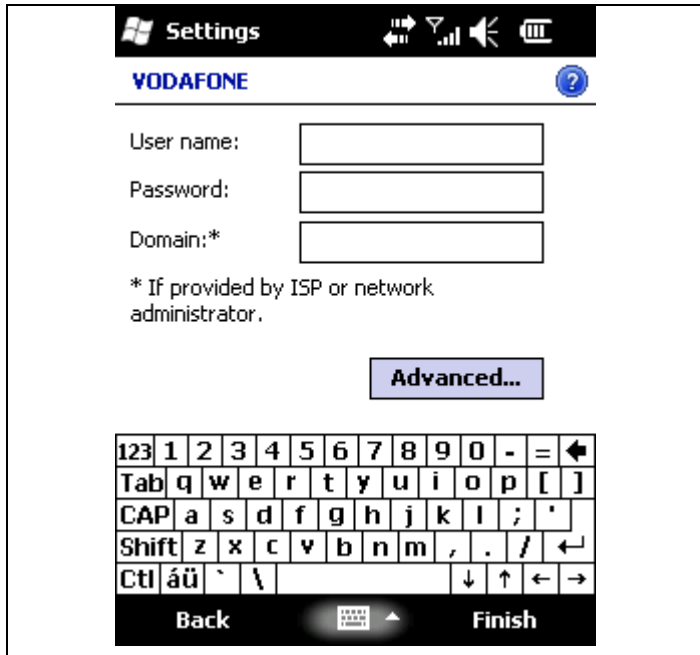 Settings
VODAFONE
?
User name:
Password:
Domain:*
* If provided by ISP or network
administrator.
Advanced...
123 1 2 3 4 5 6 7 8 9 0 - = 🡄
Tab q w e r t y u i o p [ ]
CAP a s d f g h j k l ; '
Shift z x c v b n m , . / ↵
Ctl áü ` \ ↓ ↑ ← →
Back Finish